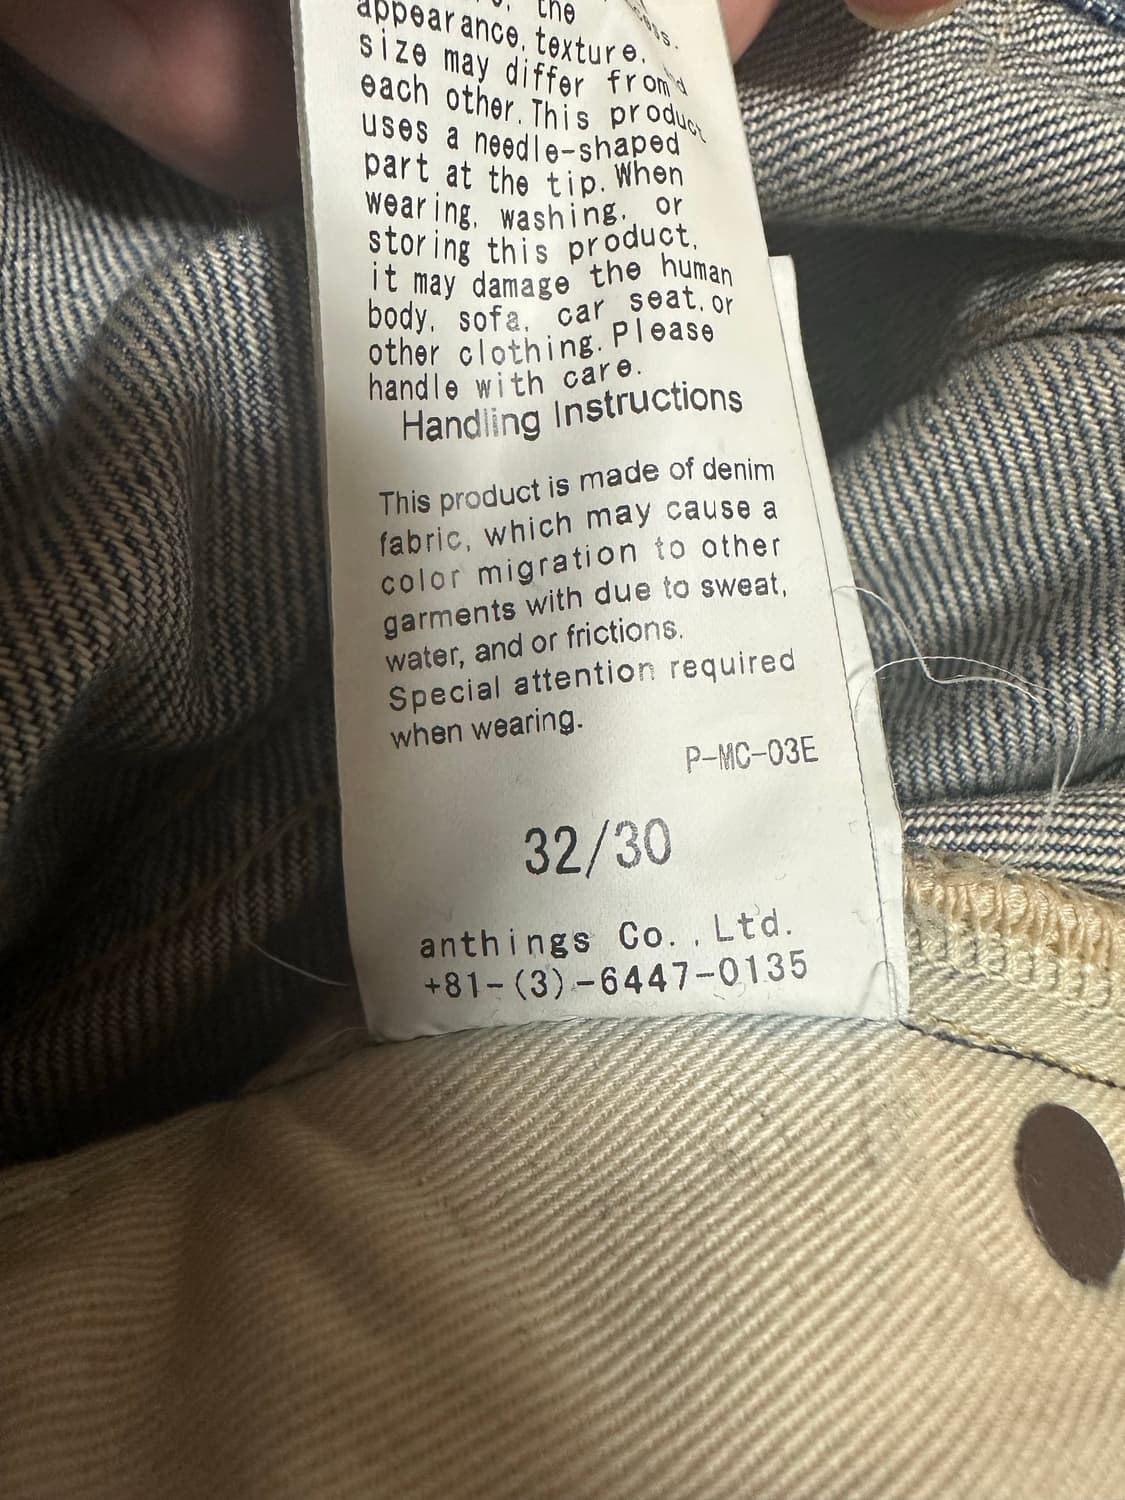 the
appearance, texture.
size may differ from
each other. This product
uses a needle-shaped
part at the tip. When
wearing, washing, or
storing this product,
it may damage the human
body, sofa, car seat, or
other clothing. Please
handle with care.
Handling Instructions
This product is made of denim
fabric, which may cause a
color migration to other
garments with due to sweat,
water, and or frictions.
Special attention required
when wearing.
P-MC-03E
32/30
anthings Co., Ltd.
+81-(3)-6447-0135